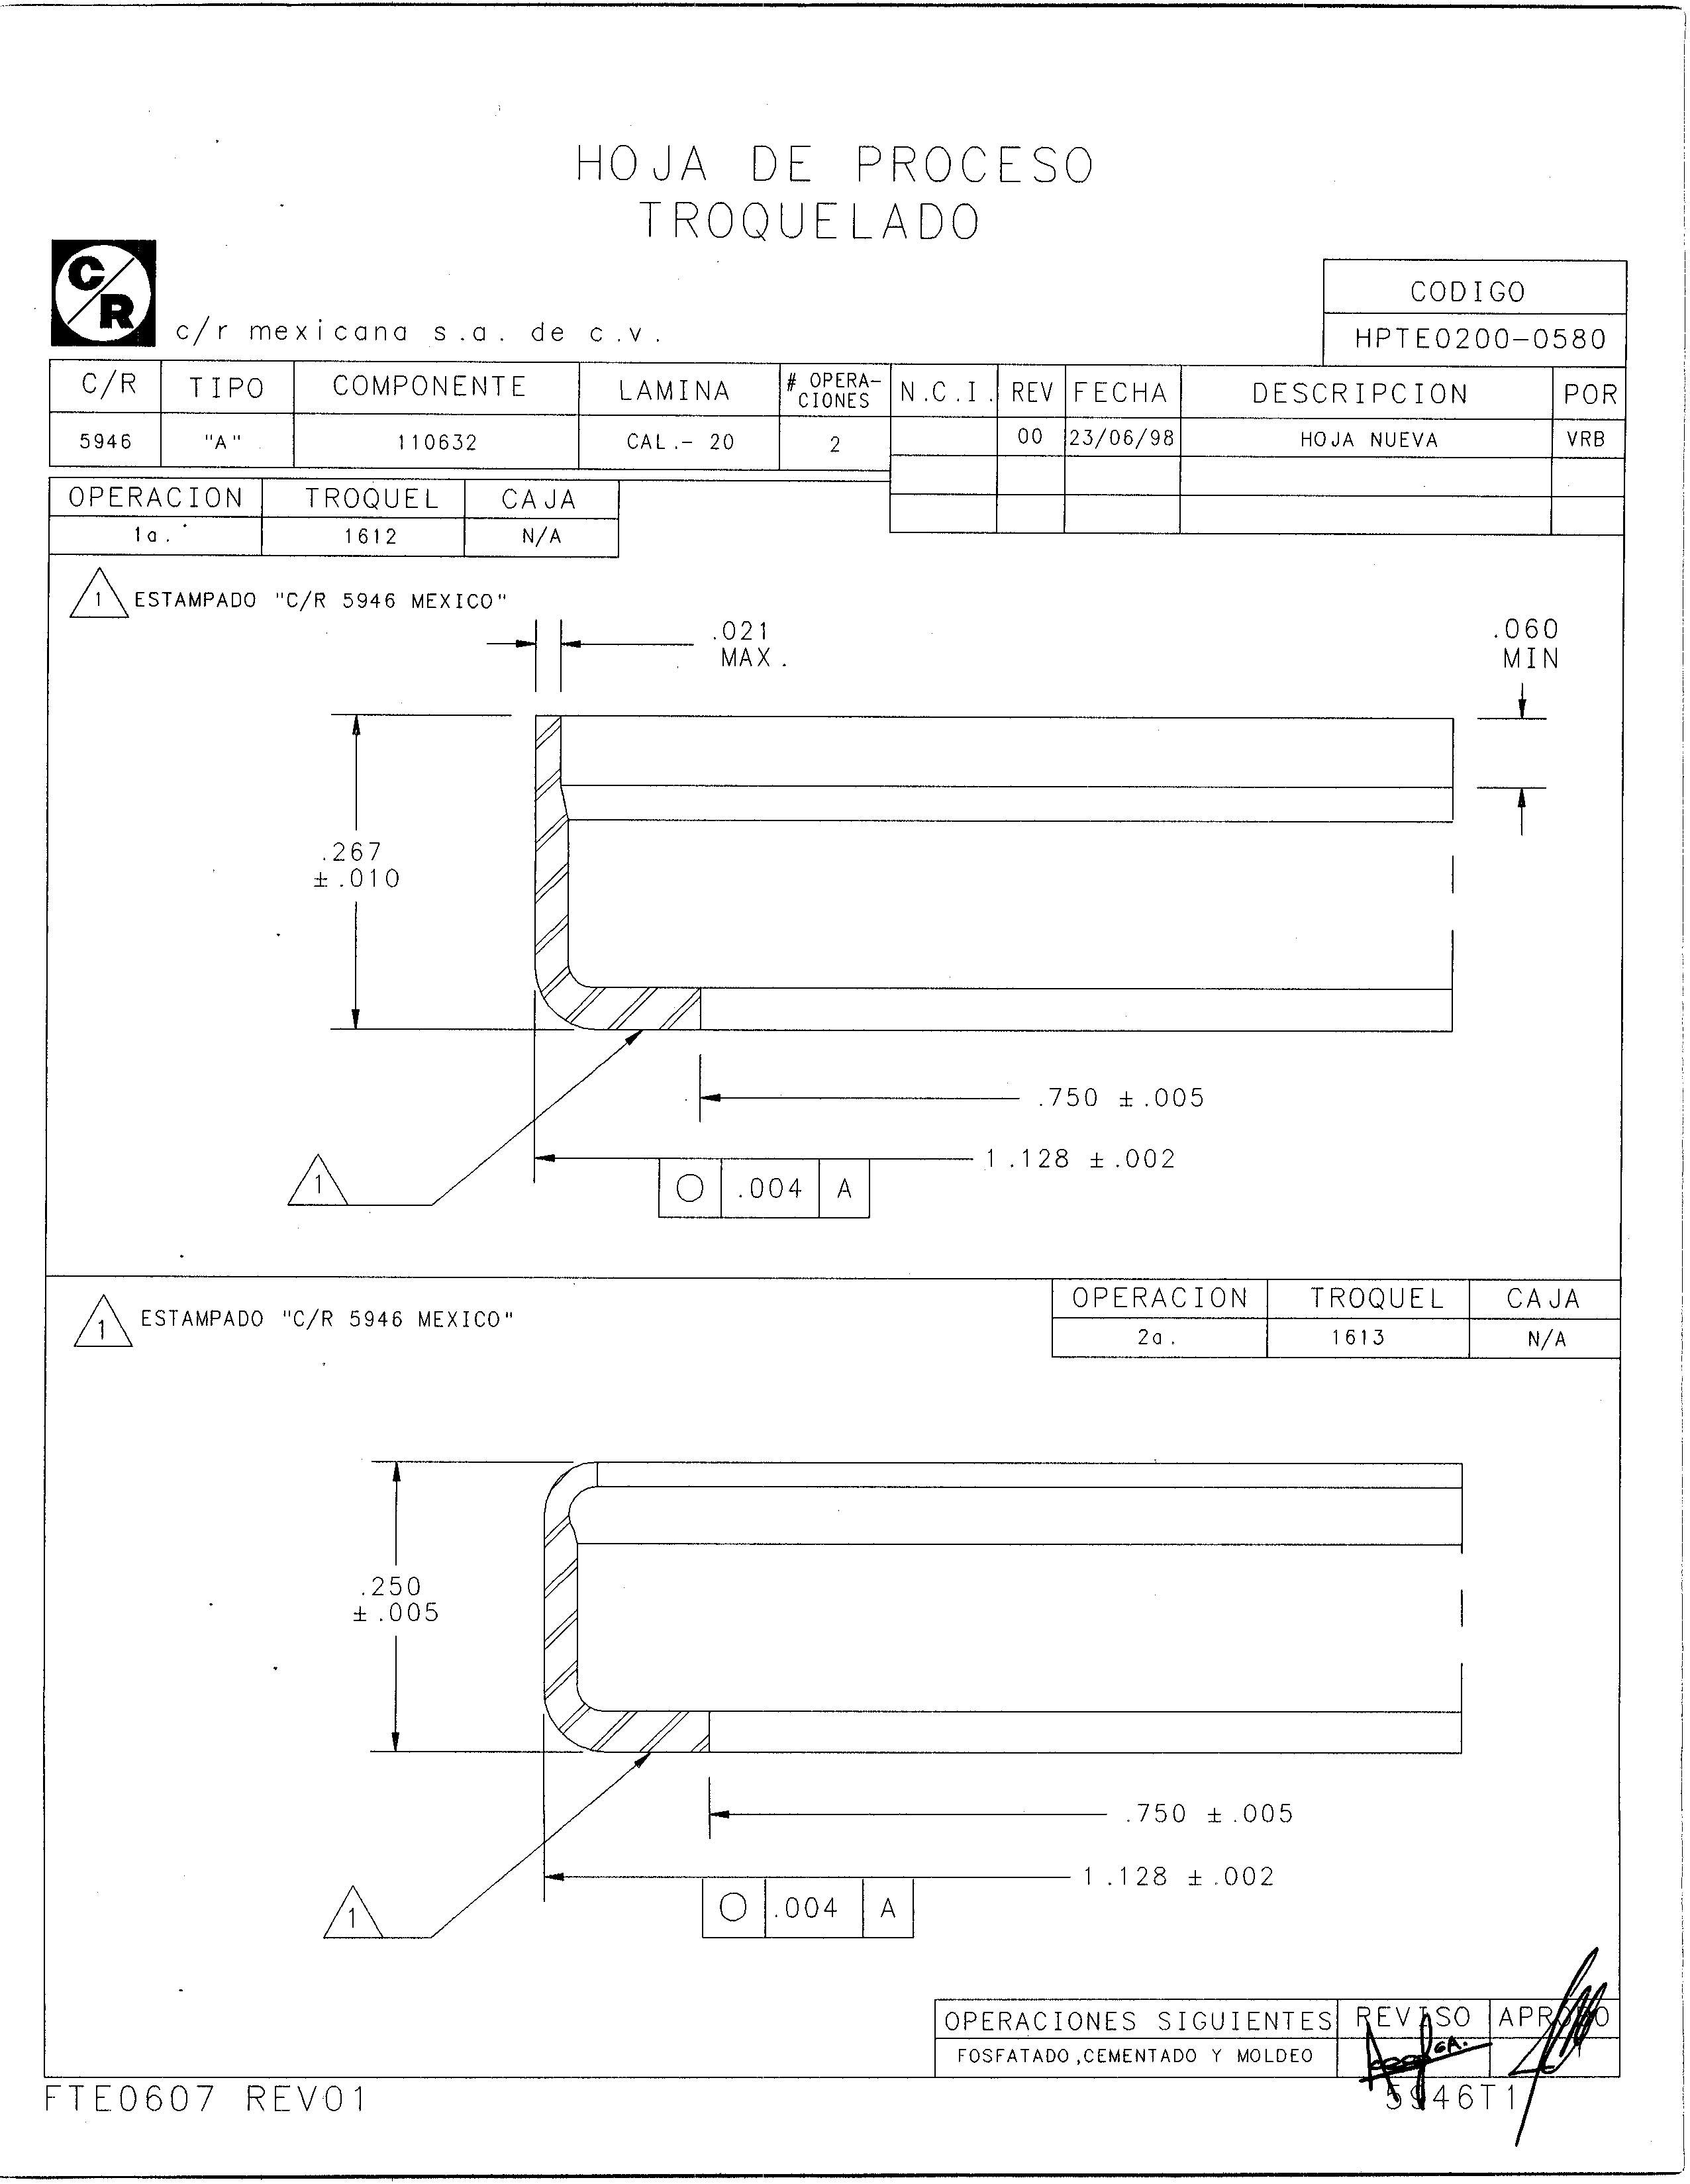 HOJA DE PROCESO
TROQUELADO
C/R
c/r mexicana s.a. de c.v.
CODIGO
HPTE0200-0580
C/R TIPO COMPONENTE LAMINA # OPERA-CIONES N.C.I. REV FECHA DESCRIPCION POR
5946 "A" 110632 CAL.- 20 2 00 23/06/98 HOJA NUEVA VRB
OPERACION TROQUEL CAJA
1a. 1612 N/A
1 ESTAMPADO "C/R 5946 MEXICO"
.021
MAX.
.060
MIN
.267
±.010
.750 ±.005
1.128 ±.002
1
○ .004 A
OPERACION TROQUEL CAJA
2a. 1613 N/A
1 ESTAMPADO "C/R 5946 MEXICO"
.250
±.005
.750 ±.005
1.128 ±.002
1
○ .004 A
OPERACIONES SIGUIENTES REVISO APROBO
FOSFATADO,CEMENTADO Y MOLDEO
FTE0607 REV01
5946T1